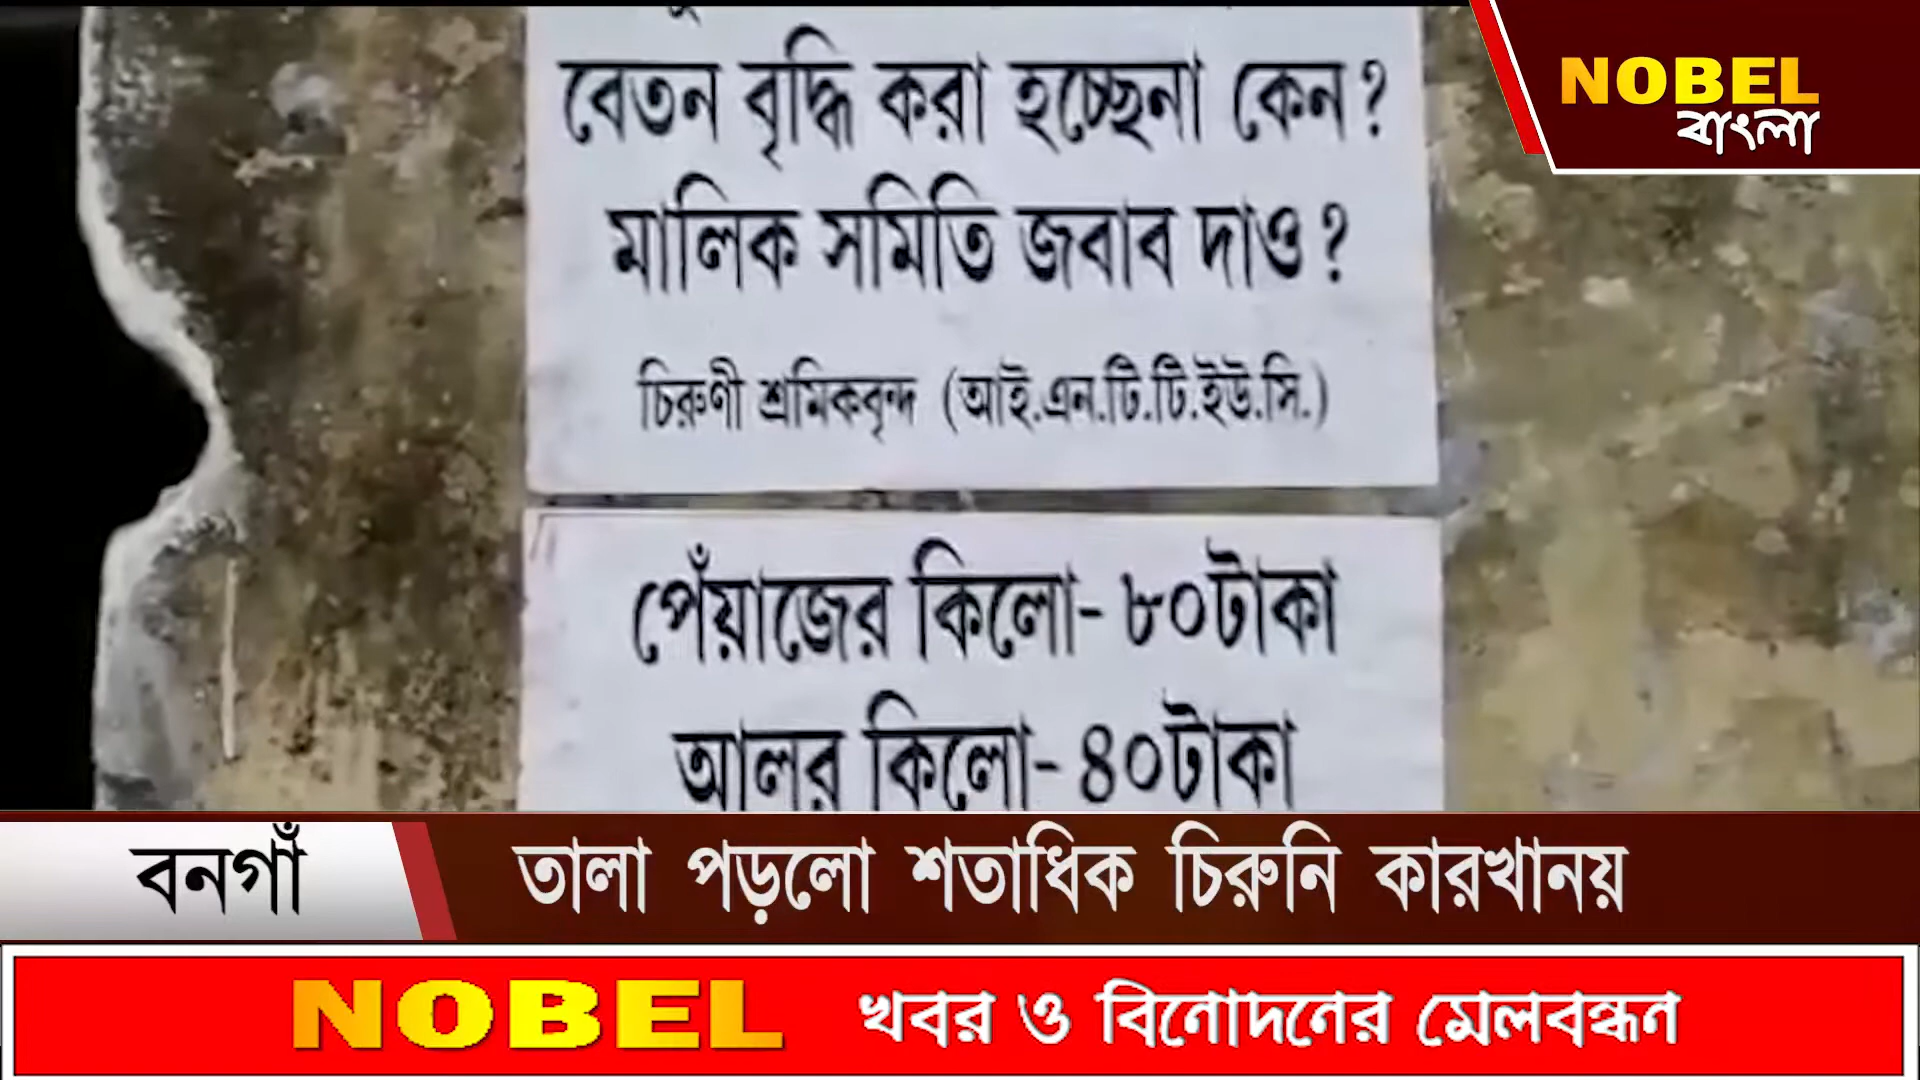 NOBEL
বাংলা
বেতন বৃদ্ধি করা হচ্ছেনা কেন?
মালিক সমিতি জবাব দাও?
চিরুণী শ্রমিকবৃন্দ (আই.এন.টি.টি.ইউ.সি.)
পেঁয়াজের কিলো- ৮০টাকা
আলুর কিলো- ৪০টাকা
বনগাঁ
তালা পড়লো শতাধিক চিরুনি কারখানয়
NOBEL খবর ও বিনোদনের মেলবন্ধন